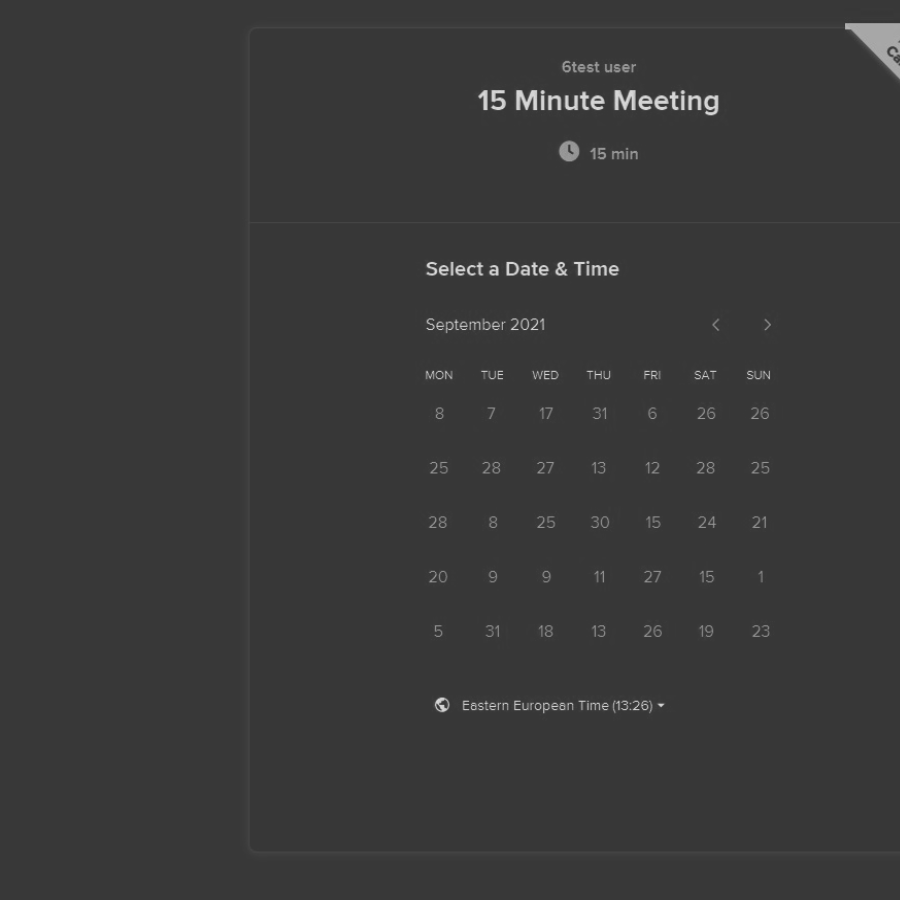 6test user
15 Minute Meeting
15 min
Select a Date & Time
September 2021
MON TUE WED THU FRI SAT SUN
8 7 17 31 6 26 26
25 28 27 13 12 28 25
28 8 25 30 15 24 21
20 9 9 11 27 15 1
5 31 18 13 26 19 23
Eastern European Time (13:26)